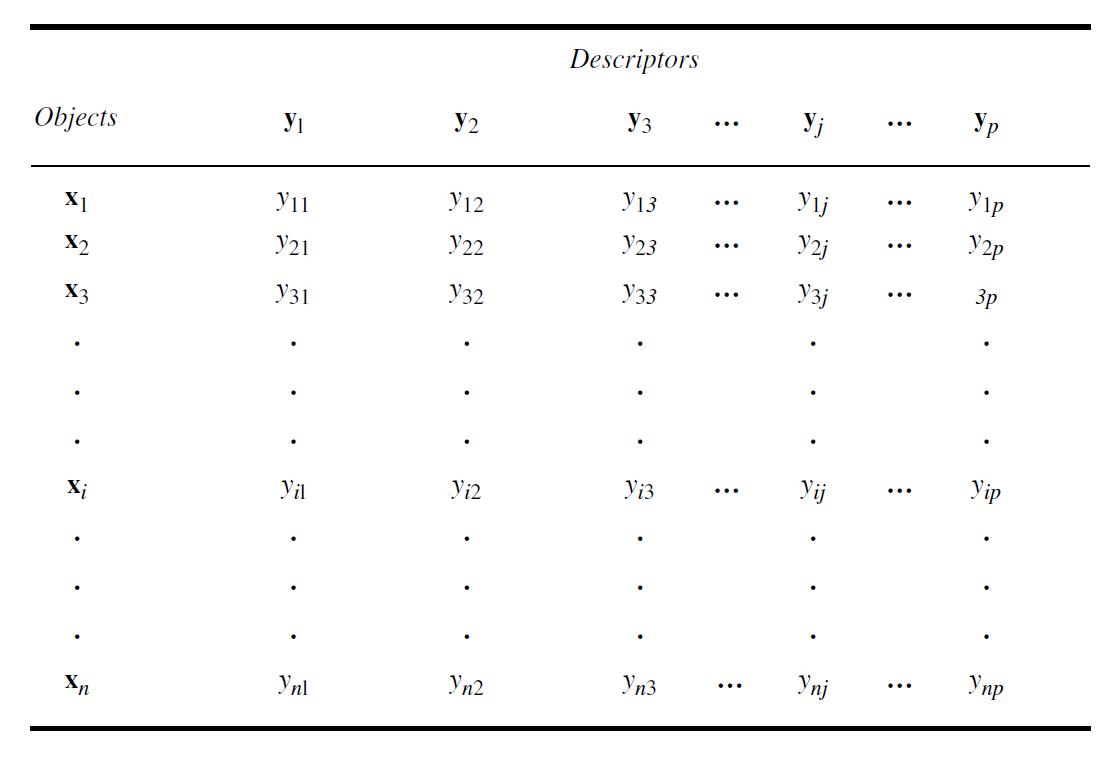 Descriptors
Objects y1 y2 y3 ... yj ... yp
x1 y11 y12 y13 ... y1j ... y1p
x2 y21 y22 y23 ... y2j ... y2p
x3 y31 y32 y33 ... y3j ... 3p
. . . . . .
. . . . . .
. . . . . .
xi yi1 yi2 yi3 ... yij ... yip
. . . . . .
. . . . . .
. . . . . .
xn yn1 yn2 yn3 ... ynj ... ynp